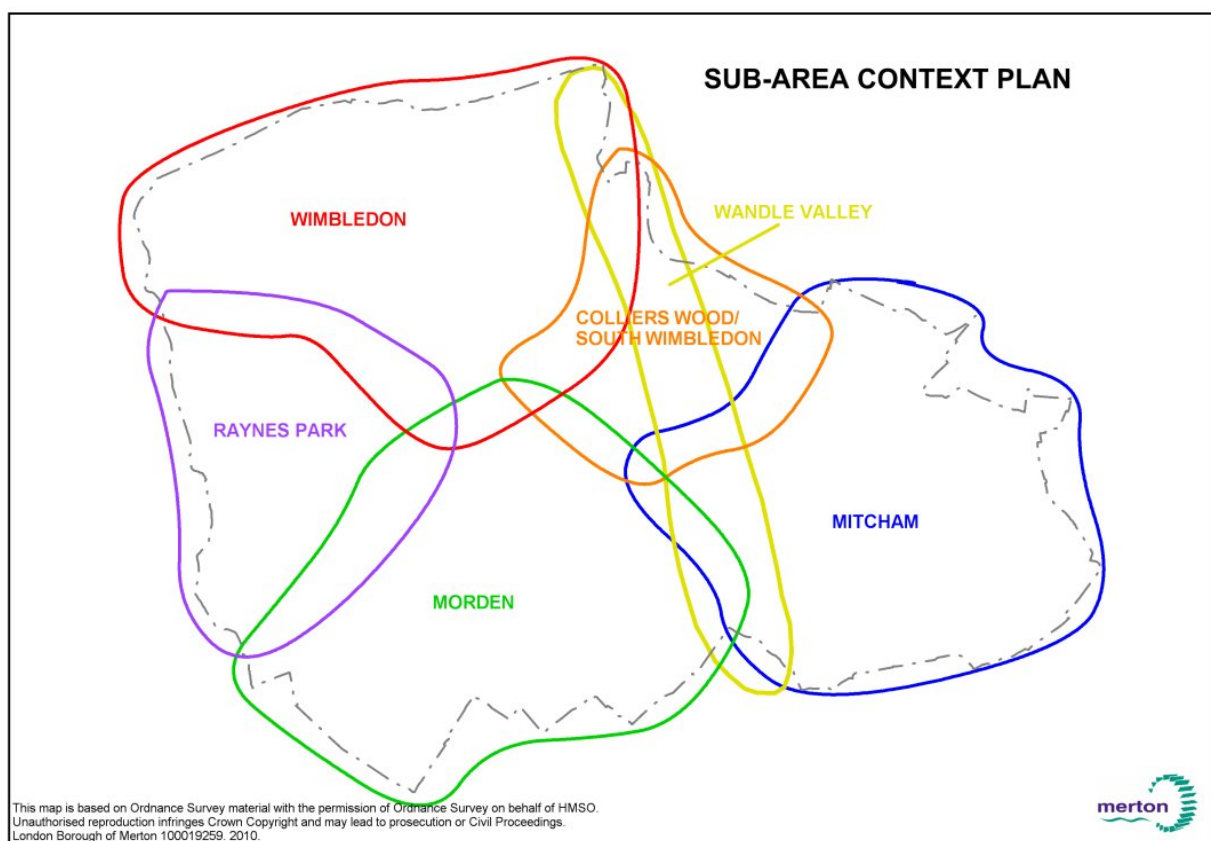 SUB-AREA CONTEXT PLAN
WIMBLEDON
WANDLE VALLEY
COLLIERS WOOD/
SOUTH WIMBLEDON
RAYNES PARK
MITCHAM
MORDEN
This map is based on Ordnance Survey material with the permission of Ordnance Survey on behalf of HMSO.
Unauthorised reproduction infringes Crown Copyright and may lead to prosecution or Civil Proceedings.
London Borough of Merton 100019259. 2010.
merton